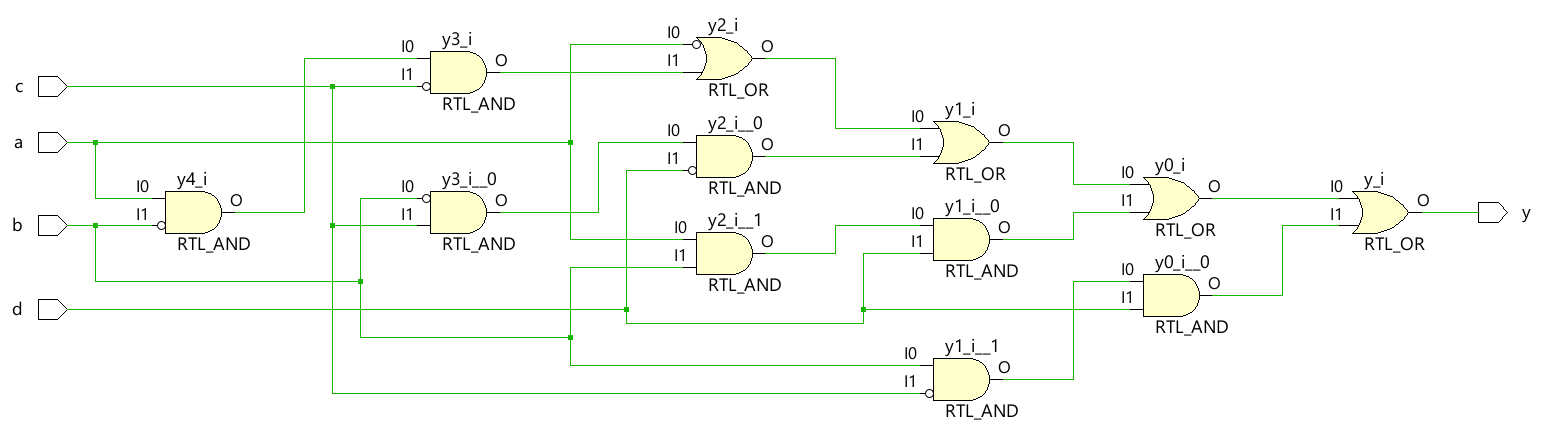 y3_i
I0
I1
O
RTL_AND
y2_i
I0
I1
O
RTL_OR
c
a
b
d
y4_i
I0
I1
O
RTL_AND
y3_i__0
I0
I1
O
RTL_AND
y2_i__0
I0
I1
O
RTL_AND
y2_i__1
I0
I1
O
RTL_AND
y1_i
I0
I1
O
RTL_OR
y1_i__0
I0
I1
O
RTL_AND
y1_i__1
I0
I1
O
RTL_AND
y0_i
I0
I1
O
RTL_OR
y0_i__0
I0
I1
O
RTL_AND
y_i
I0
I1
O
RTL_OR
y